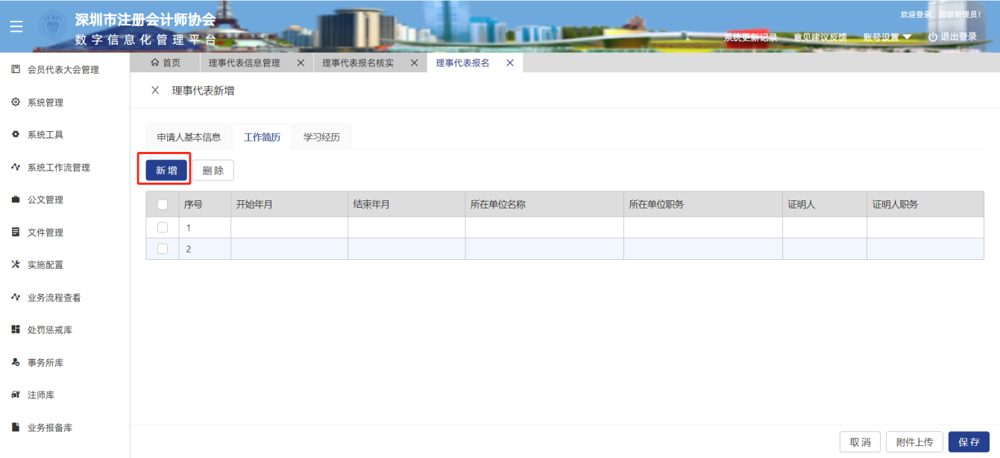 欢迎登录，超级管理员！
深圳市注册会计师协会
数字信息化管理平台
系统更新记录 意见建议反馈 账号设置 退出登录
首页 理事代表信息管理 理事代表报名核实 理事代表报名
会员代表大会管理
系统管理
系统工具
系统工作流管理
公文管理
文件管理
实施配置
业务流程查看
处罚惩戒库
事务所库
注师库
业务报备库
理事代表新增
申请人基本信息 工作简历 学习经历
新增 删除
序号 开始年月 结束年月 所在单位名称 所在单位职务 证明人 证明人职务
1
2
取消 附件上传 保存